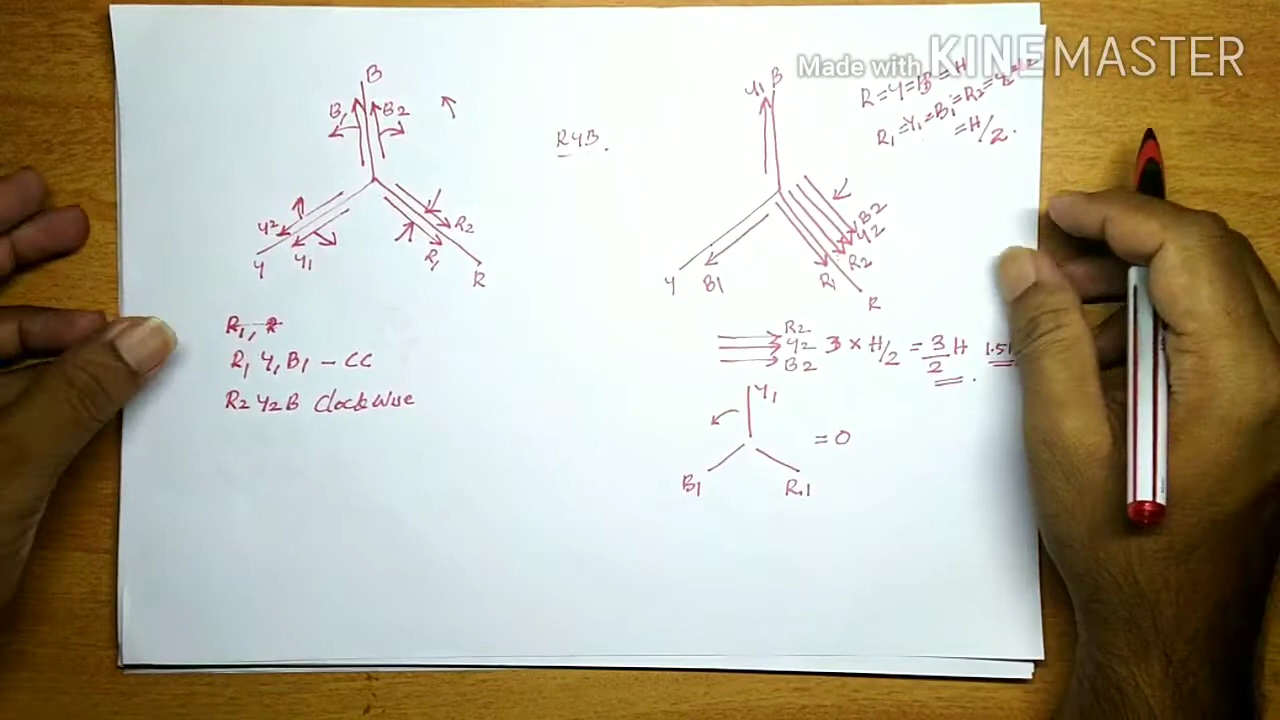 Made with KINEMASTER
B
B1 B2
Y2
Y Y1
R2
R1
R
R1, R
R1 Y1 B1 - CC
R2 Y2 B Clockwise
RYB.
Y1 B
R = Y = B = H
R1 = Y1 = B1 = R2 = Y2 =
= H/2.
B2
Y2
R2
Y B1 R1
R
R2
Y2 3 × H/2 = 3/2 H
B2
Y1
= 0
B1 R1